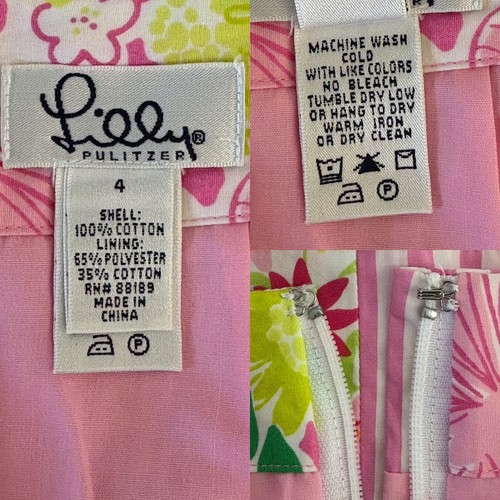 Lilly®
PULITZER
4
SHELL:
100% COTTON
LINING:
65% POLYESTER
35% COTTON
RN# 88189
MADE IN
CHINA
P
MACHINE WASH
COLD
WITH LIKE COLORS
NO BLEACH
TUMBLE DRY LOW
OR HANG TO DRY
WARM IRON
OR DRY CLEAN
P